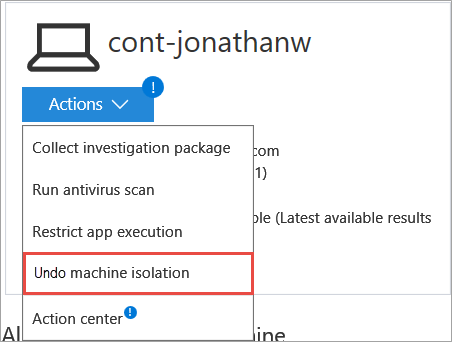 cont-jonathanw
!
Actions
Collect investigation package
com
Run antivirus scan
1)
Restrict app execution
ble (Latest available results
Undo machine isolation
Action center !
Al
ine